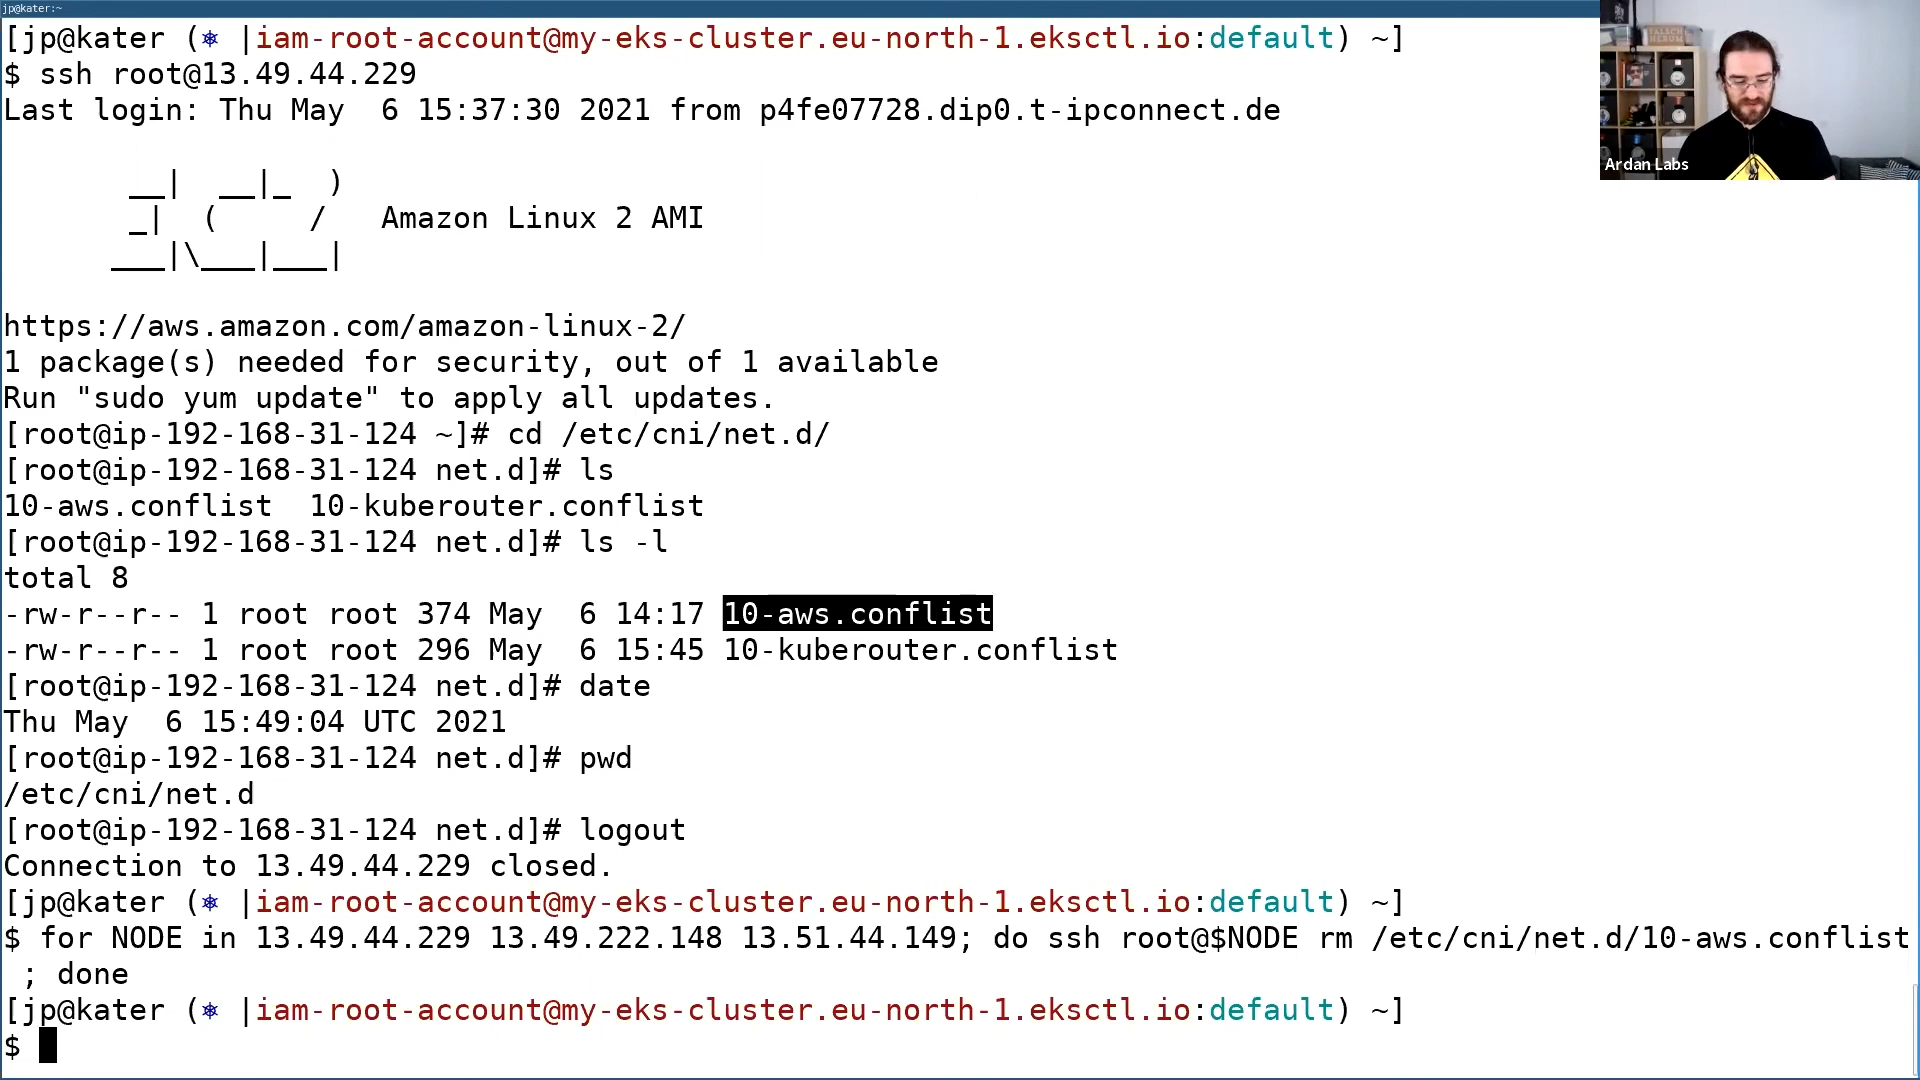 jp@kater:~
[jp@kater (⎈ |iam-root-account@my-eks-cluster.eu-north-1.eksctl.io:default) ~]
$ ssh root@13.49.44.229
Last login: Thu May  6 15:37:30 2021 from p4fe07728.dip0.t-ipconnect.de
Ardan Labs
       __|  __|_  )
       _|  (     /   Amazon Linux 2 AMI
      ___|\___|___|
https://aws.amazon.com/amazon-linux-2/
1 package(s) needed for security, out of 1 available
Run "sudo yum update" to apply all updates.
[root@ip-192-168-31-124 ~]# cd /etc/cni/net.d/
[root@ip-192-168-31-124 net.d]# ls
10-aws.conflist  10-kuberouter.conflist
[root@ip-192-168-31-124 net.d]# ls -l
total 8
-rw-r--r-- 1 root root 374 May  6 14:17 10-aws.conflist
-rw-r--r-- 1 root root 296 May  6 15:45 10-kuberouter.conflist
[root@ip-192-168-31-124 net.d]# date
Thu May  6 15:49:04 UTC 2021
[root@ip-192-168-31-124 net.d]# pwd
/etc/cni/net.d
[root@ip-192-168-31-124 net.d]# logout
Connection to 13.49.44.229 closed.
[jp@kater (⎈ |iam-root-account@my-eks-cluster.eu-north-1.eksctl.io:default) ~]
$ for NODE in 13.49.44.229 13.49.222.148 13.51.44.149; do ssh root@$NODE rm /etc/cni/net.d/10-aws.conflist
 ; done
[jp@kater (⎈ |iam-root-account@my-eks-cluster.eu-north-1.eksctl.io:default) ~]
$